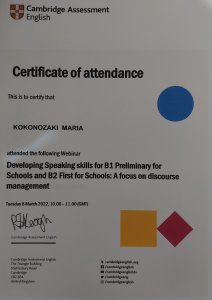 Cambridge Assessment
English
Certificate of attendance
This is to certify that
KOKONOZAKI MARIA
attended the following Webinar
Developing Speaking skills for B1 Preliminary for
Schools and B2 First for Schools: A focus on discourse
management
Tuesday 8 March 2022, 10.00 – 11.00 (GMT)
Cambridge Assessment English
Cambridge Assessment English
The Triangle Building
Shaftesbury Road
Cambridge
CB2 8EA
United Kingdom
cambridgeenglish.org
/cambridgeenglish
/cambridgeenglishtv
/cambridgeeng
/cambridgeenglish